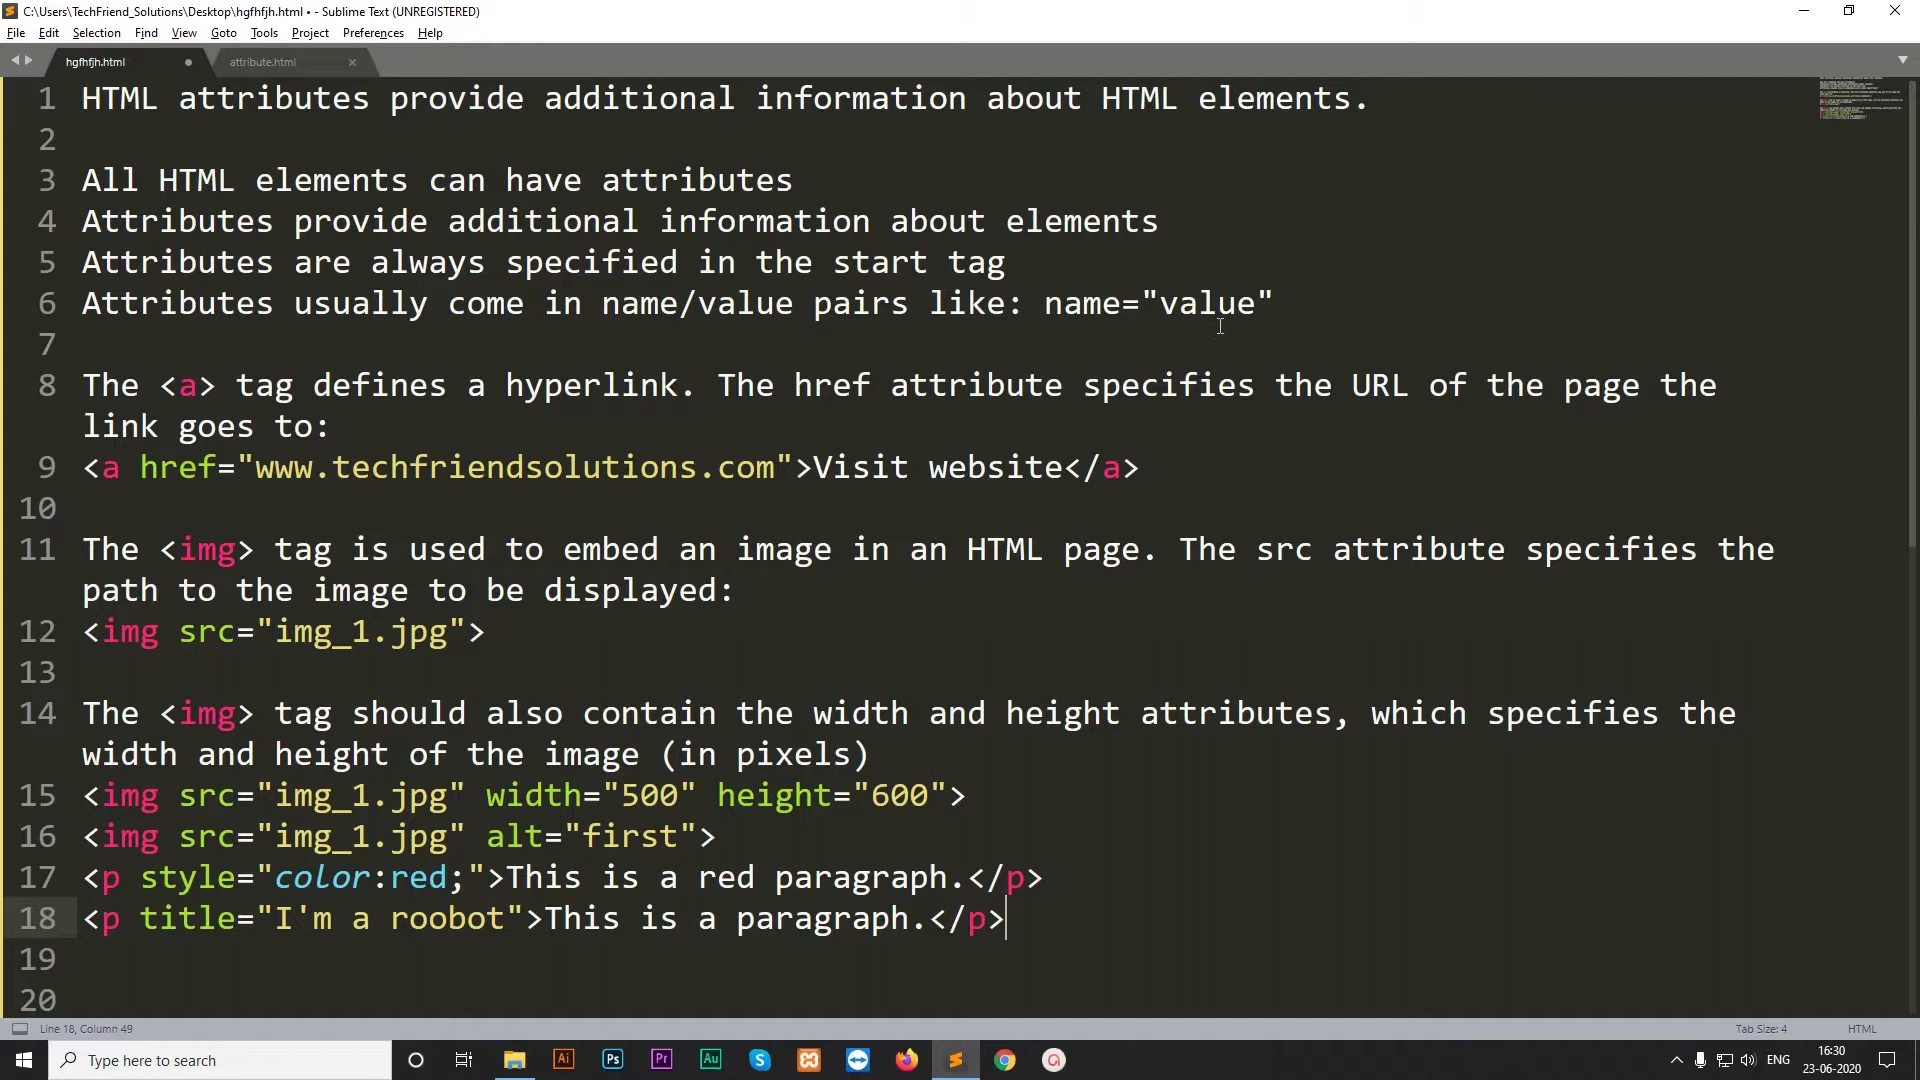 C:\Users\TechFriend_Solutions\Desktop\hgfhfjh.html • - Sublime Text (UNREGISTERED)
File Edit Selection Find View Goto Tools Project Preferences Help
hgfhfjh.html attribute.html
1 HTML attributes provide additional information about HTML elements.
2
3 All HTML elements can have attributes
4 Attributes provide additional information about elements
5 Attributes are always specified in the start tag
6 Attributes usually come in name/value pairs like: name="value"
7
8 The <a> tag defines a hyperlink. The href attribute specifies the URL of the page the
link goes to:
9 <a href="www.techfriendsolutions.com">Visit website</a>
10
11 The <img> tag is used to embed an image in an HTML page. The src attribute specifies the
path to the image to be displayed:
12 <img src="img_1.jpg">
13
14 The <img> tag should also contain the width and height attributes, which specifies the
width and height of the image (in pixels)
15 <img src="img_1.jpg" width="500" height="600">
16 <img src="img_1.jpg" alt="first">
17 <p style="color:red;">This is a red paragraph.</p>
18 <p title="I'm a roobot">This is a paragraph.</p>
19
20
Line 18, Column 49 Tab Size: 4 HTML
Type here to search Ai Ps Pr Au ENG 16:30
23-06-2020